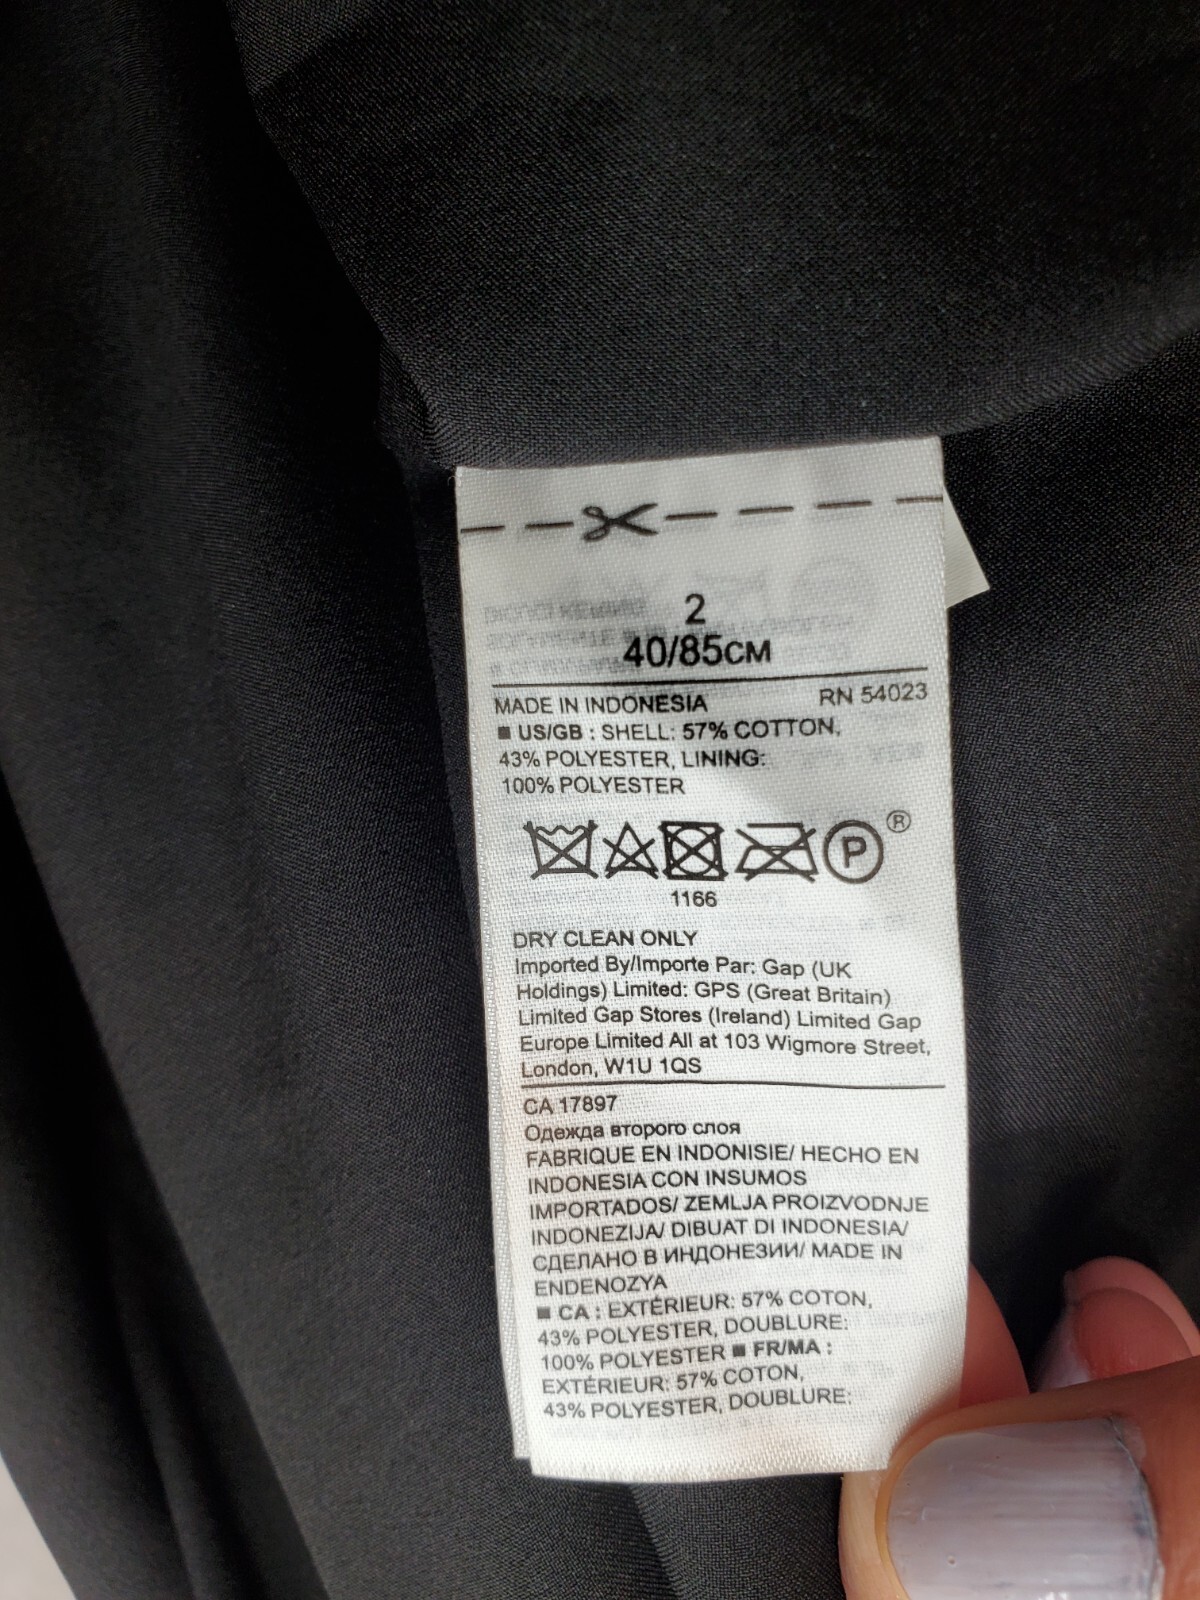 2
40/85CM
MADE IN INDONESIA RN 54023
■ US/GB : SHELL: 57% COTTON,
43% POLYESTER, LINING:
100% POLYESTER
P ®
1166
DRY CLEAN ONLY
Imported By/Importe Par: Gap (UK
Holdings) Limited: GPS (Great Britain)
Limited Gap Stores (Ireland) Limited Gap
Europe Limited All at 103 Wigmore Street,
London, W1U 1QS
CA 17897
Одежда второго слоя
FABRIQUE EN INDONISIE/ HECHO EN
INDONESIA CON INSUMOS
IMPORTADOS/ ZEMLJA PROIZVODNJE
INDONEZIJA/ DIBUAT DI INDONESIA/
СДЕЛАНО В ИНДОНЕЗИИ/ MADE IN
ENDENOZYA
■ CA : EXTÉRIEUR: 57% COTON,
43% POLYESTER, DOUBLURE:
100% POLYESTER ■ FR/MA :
EXTÉRIEUR: 57% COTON,
43% POLYESTER, DOUBLURE: